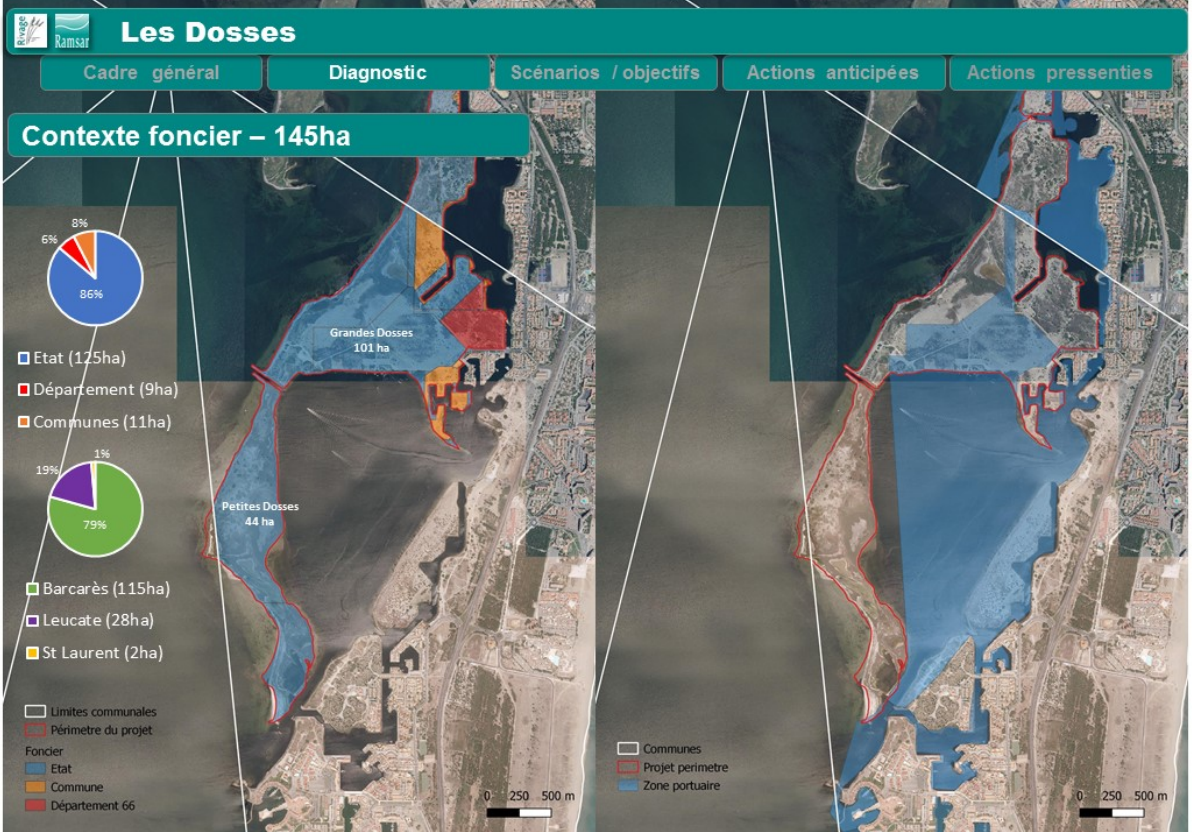 Rivage
Ramsar
Les Dosses
Cadre général
Diagnostic
Scénarios / objectifs
Actions anticipées
Actions pressenties
Contexte foncier – 145ha
8%
6%
86%
Etat (125ha)
Département (9ha)
Communes (11ha)
1%
19%
79%
Barcarès (115ha)
Leucate (28ha)
St Laurent (2ha)
Limites communales
Périmetre du projet
Foncier
Etat
Commune
Département 66
Grandes Dosses
101 ha
Petites Dosses
44 ha
0 250 500 m
Communes
Projet perimetre
Zone portuaire
0 250 500 m